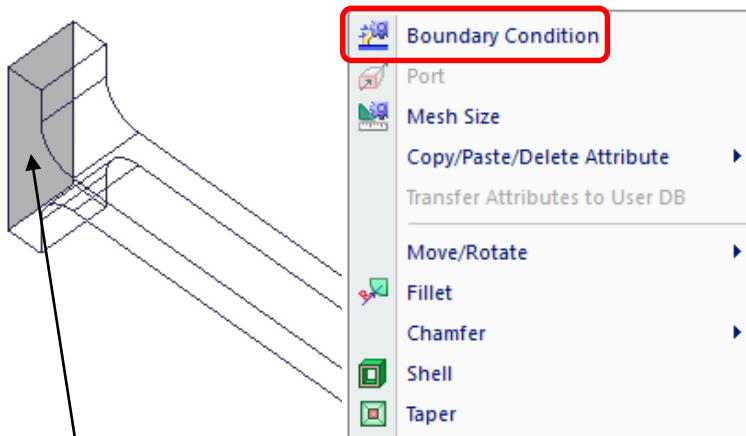 Boundary Condition
Port
Mesh Size
Copy/Paste/Delete Attribute
Transfer Attributes to User DB
Move/Rotate
Fillet
Chamfer
Shell
Taper